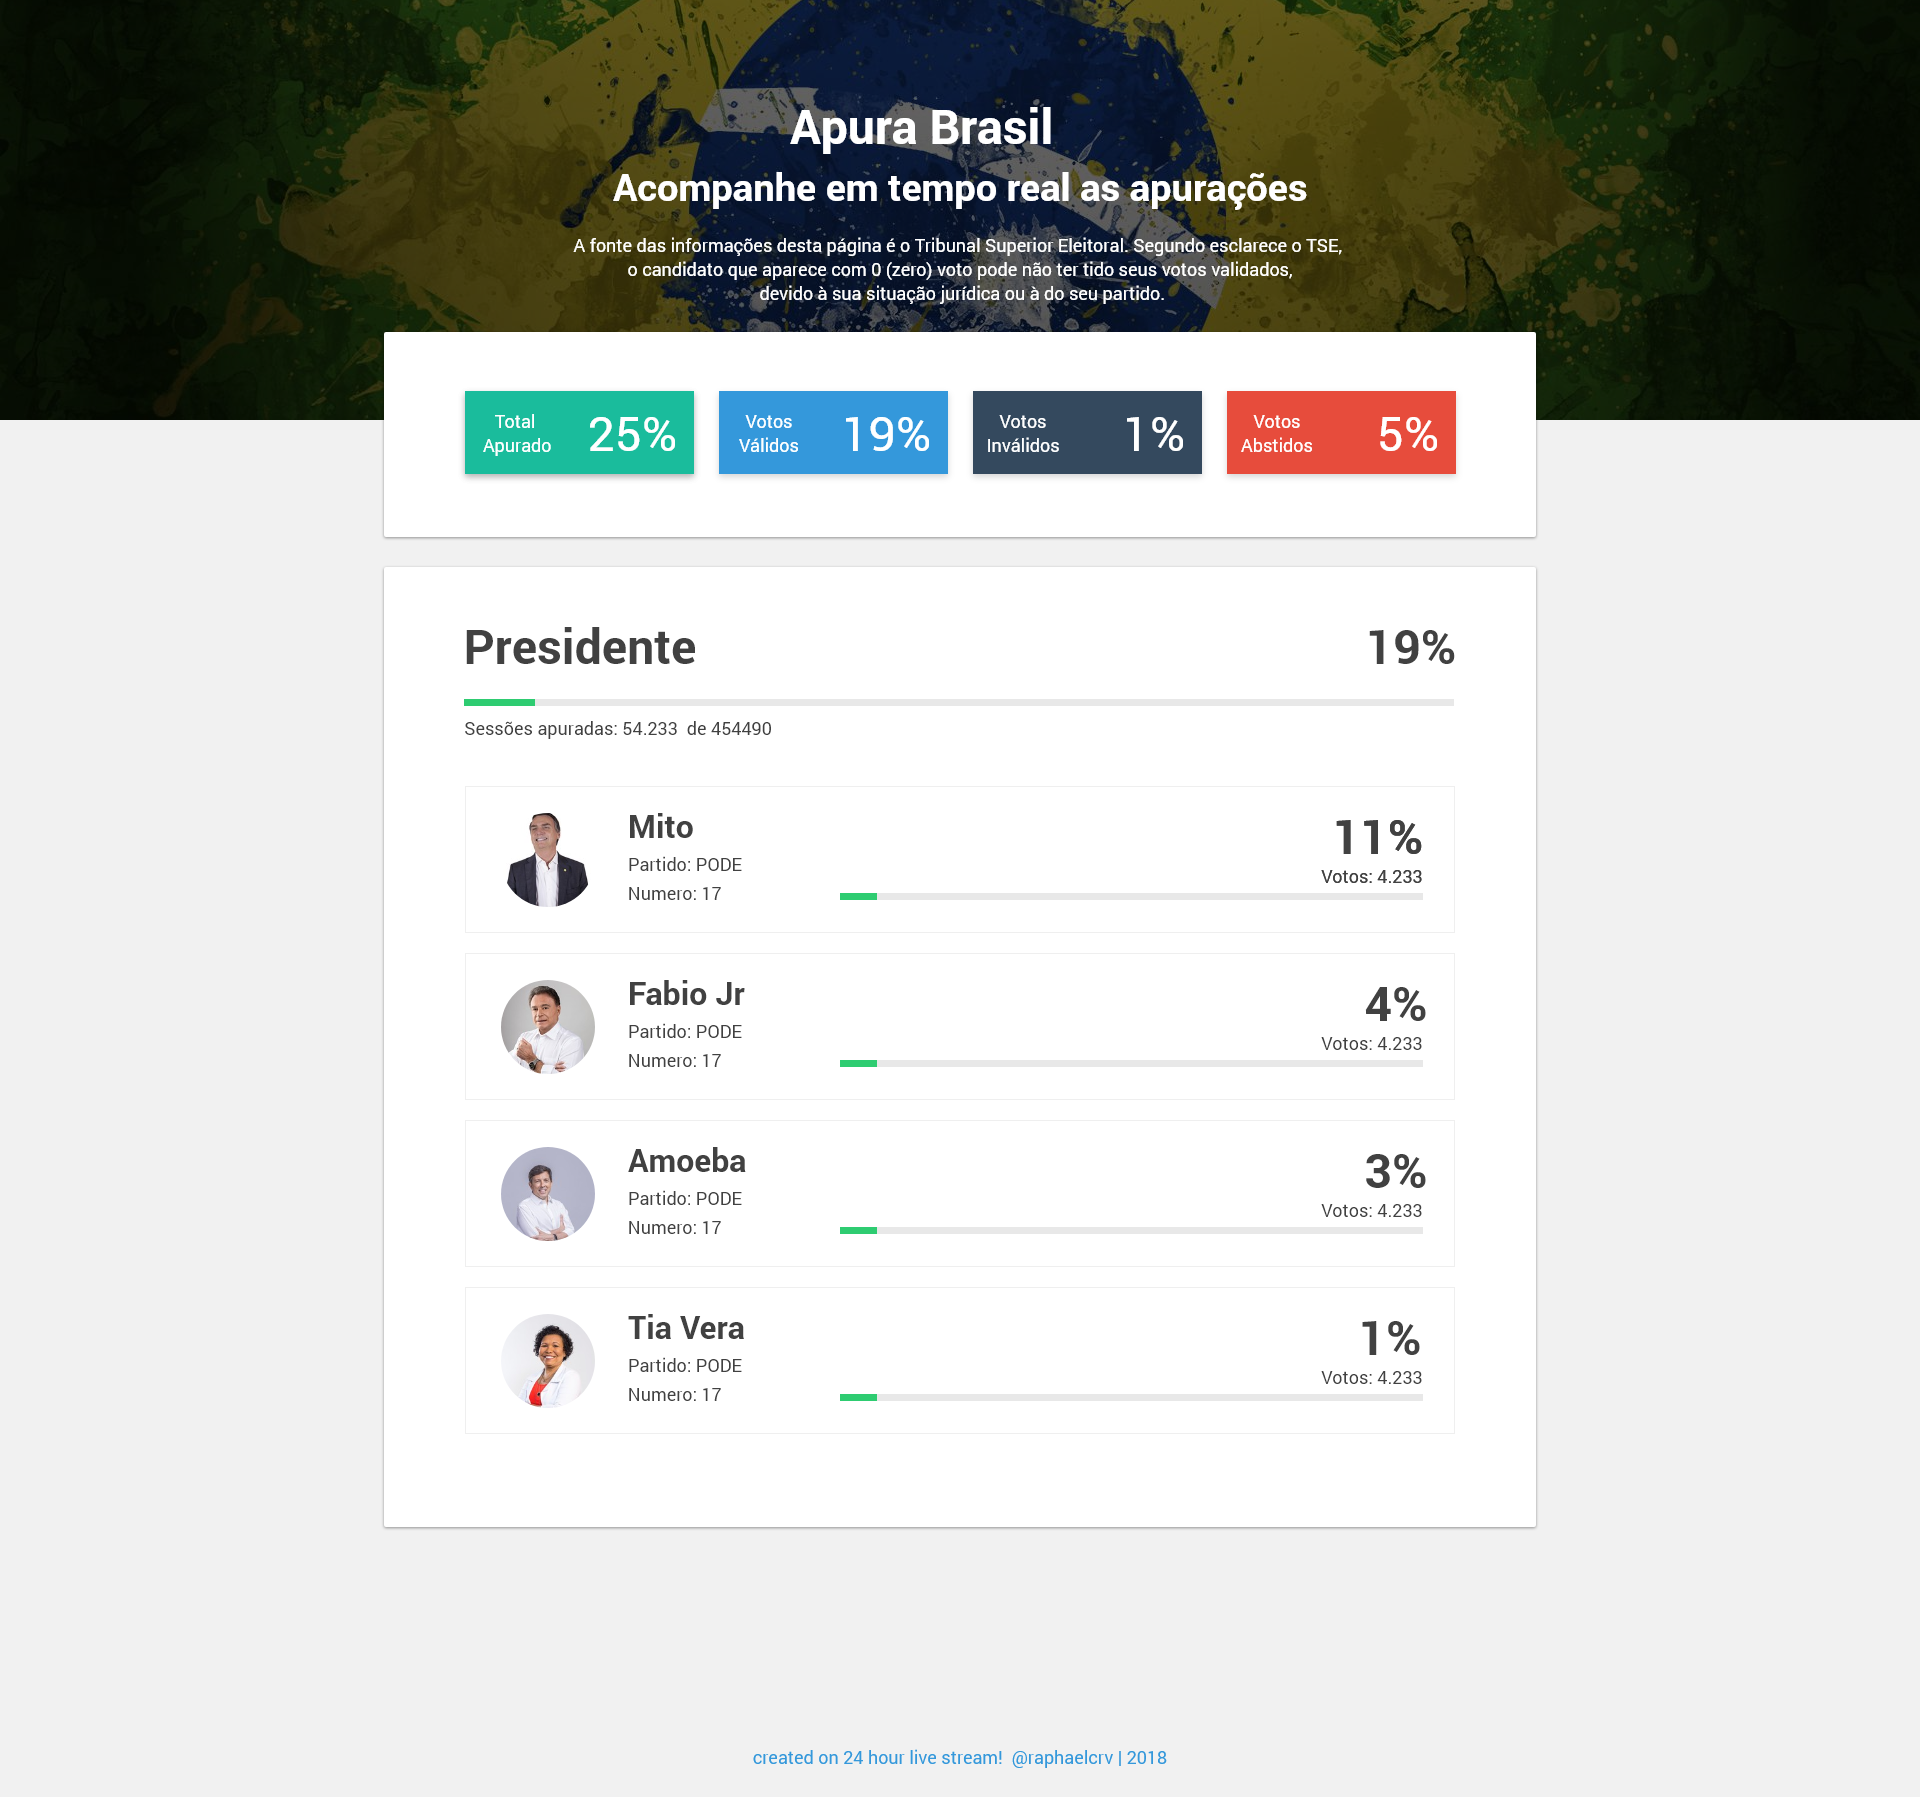 Apura Brasil
Acompanhe em tempo real as apurações
A fonte das informações desta página é o Tribunal Superior Eleitoral. Segundo esclarece o TSE,
o candidato que aparece com 0 (zero) voto pode não ter tido seus votos validados,
devido à sua situação jurídica ou à do seu partido.
Total
Apurado
25%
Votos
Válidos
19%
Votos
Inválidos
1%
Votos
Abstidos
5%
Presidente
19%
Sessões apuradas: 54.233 de 454490
Mito
Partido: PODE
Numero: 17
11%
Votos: 4.233
Fabio Jr
Partido: PODE
Numero: 17
4%
Votos: 4.233
Amoeba
Partido: PODE
Numero: 17
3%
Votos: 4.233
Tia Vera
Partido: PODE
Numero: 17
1%
Votos: 4.233
created on 24 hour live stream! @raphaelcrv | 2018